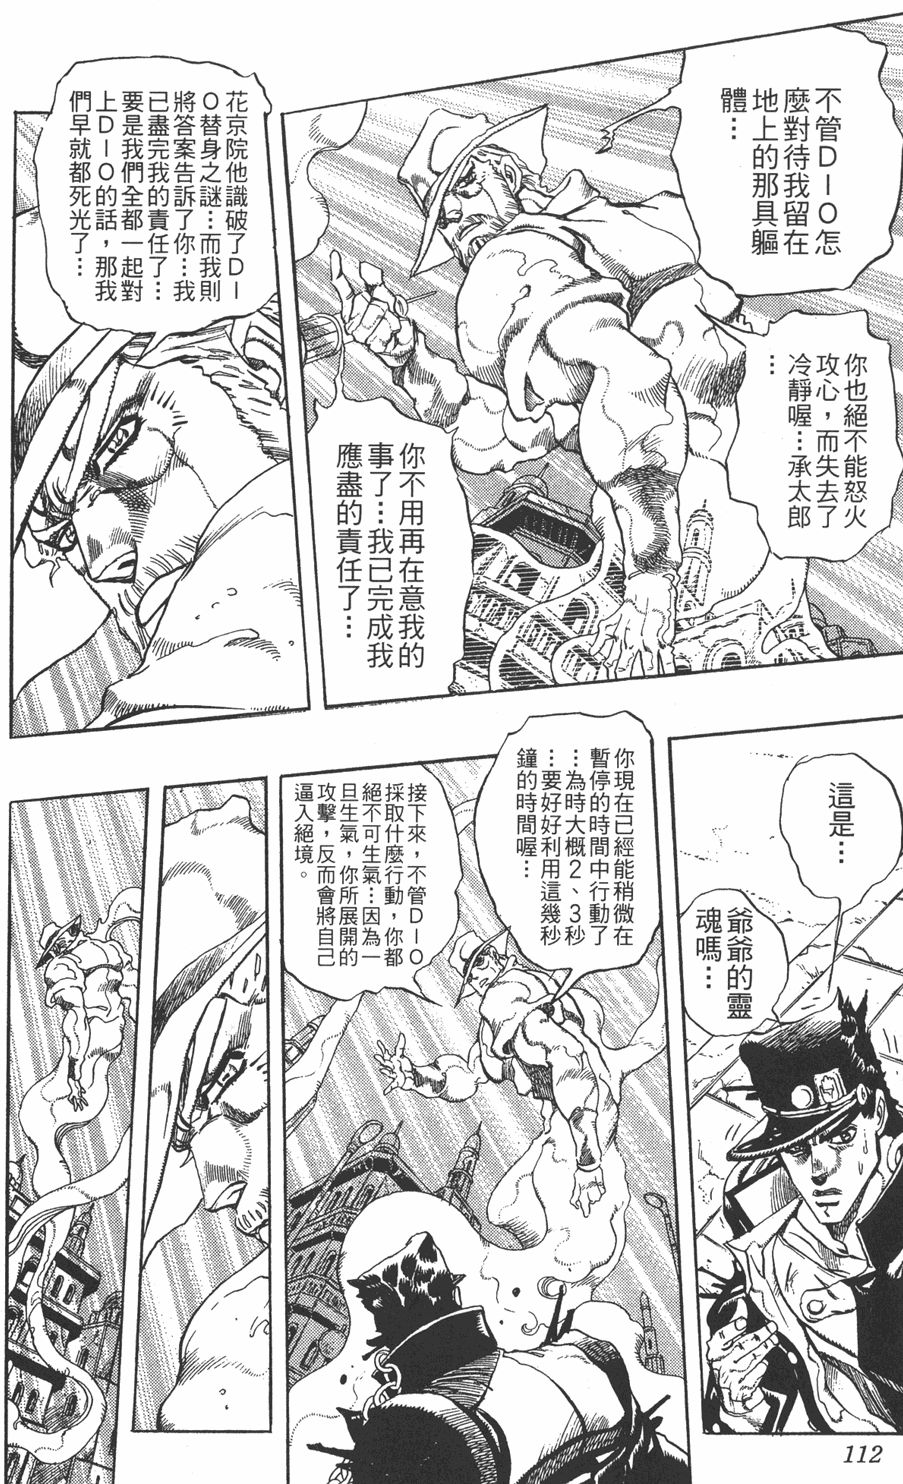 不管DIO怎
麼對待我留在
地上的那具軀
體…
你也絕不能怒火
攻心，而失去了
冷靜喔…承太郎
…
你不用再在意我的
事了…我已完成我
應盡的責任了…
花京院他識破了DI
O替身之謎…而我則
將答案告訴了你…我
已盡完我的責任了…
要是我們全都一起對
上DIO的話，那我
們早就都死光了…
這是…
爺爺的靈
魂嗎…
你現在已經能稍微在
暫停的時間中行動了
…為時大概2、3秒
…要好好利用這幾秒
鐘的時間喔…
接下來，不管DIO
採取什麼行動，你都
絕不可生氣…因為一
旦生氣，你所展開的
攻擊，反而會將自己
逼入絕境。
112